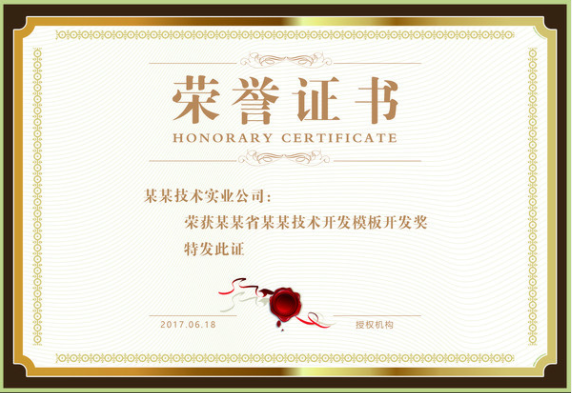 荣誉证书
HONORARY CERTIFICATE
某某技术实业公司：
荣获某某省某某技术开发模板开发奖
特发此证
2017.06.18
授权机构